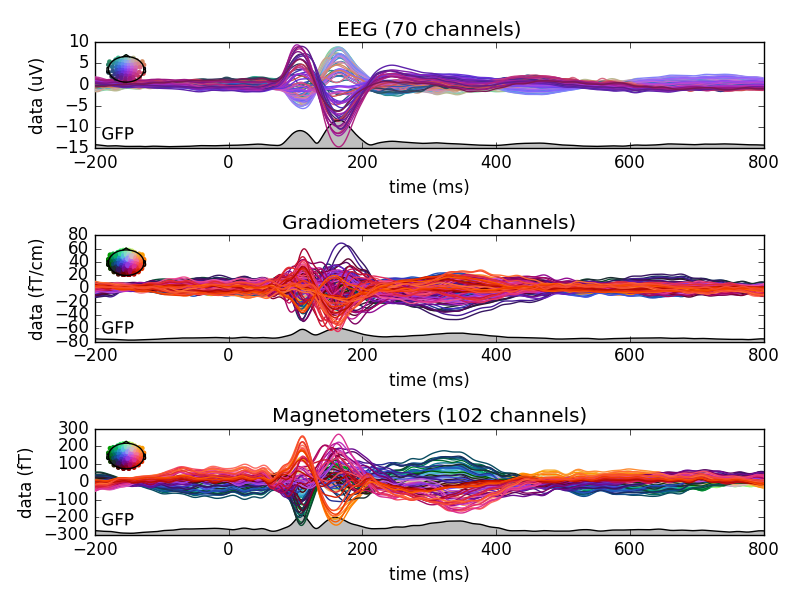 EEG (70 channels)
10
5
0
−5
−10
−15
data (uV)
GFP
−200 0 200 400 600 800
time (ms)
Gradiometers (204 channels)
80
60
40
20
0
−20
−40
−60
−80
data (fT/cm)
GFP
−200 0 200 400 600 800
time (ms)
Magnetometers (102 channels)
300
200
100
0
−100
−200
−300
data (fT)
GFP
−200 0 200 400 600 800
time (ms)